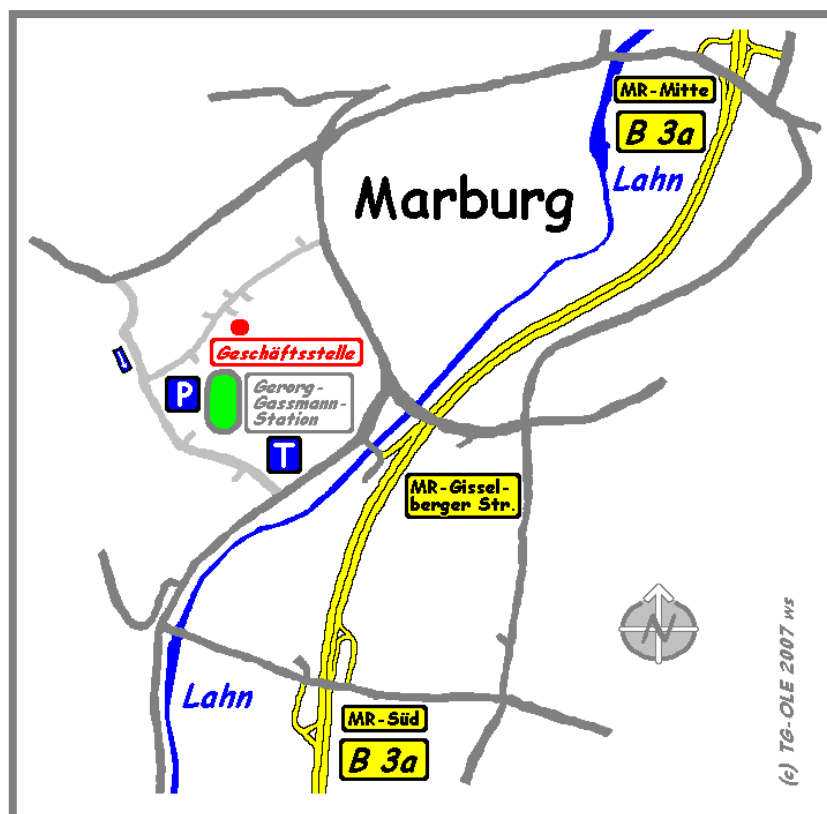 MR-Mitte
B 3a
Lahn
Marburg
Geschäftsstelle
P
Gerorg-
Gassmann-
Station
T
MR-Gissel-
berger Str.
N
Lahn
MR-Süd
B 3a
(c) TG-OLE 2007 ws